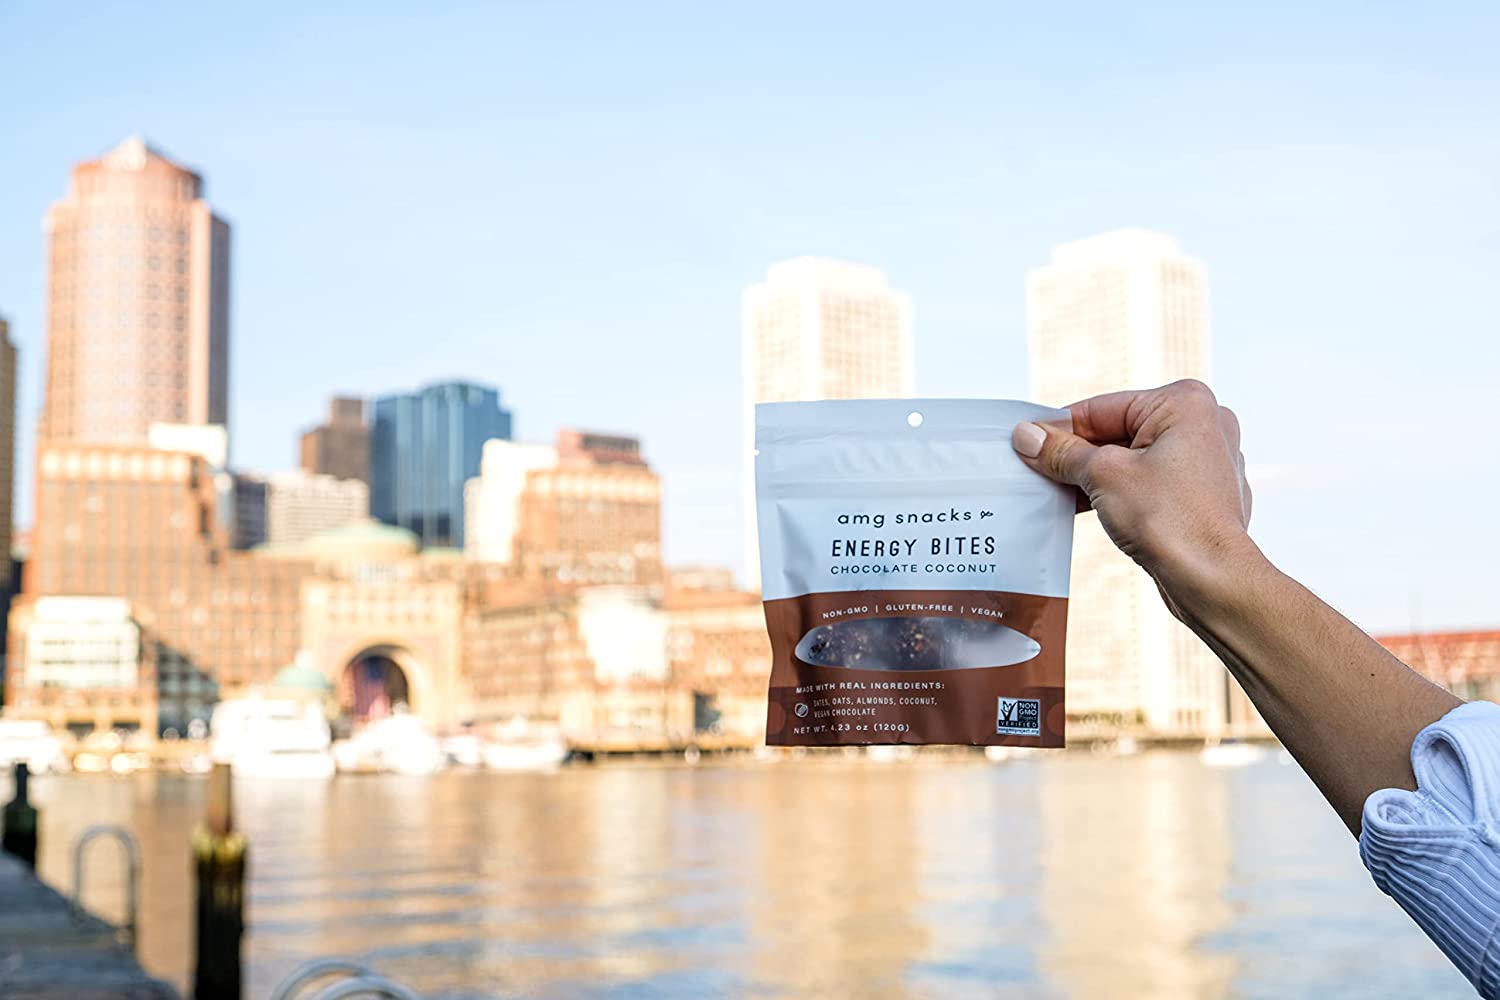 amg snacks
ENERGY BITES
CHOCOLATE COCONUT
NON-GMO | GLUTEN-FREE | VEGAN
MADE WITH REAL INGREDIENTS:
DATES, OATS, ALMONDS, COCONUT,
VEGAN CHOCOLATE
NET WT. 4.23 oz (120G)
NON
GMO
Project
VERIFIED